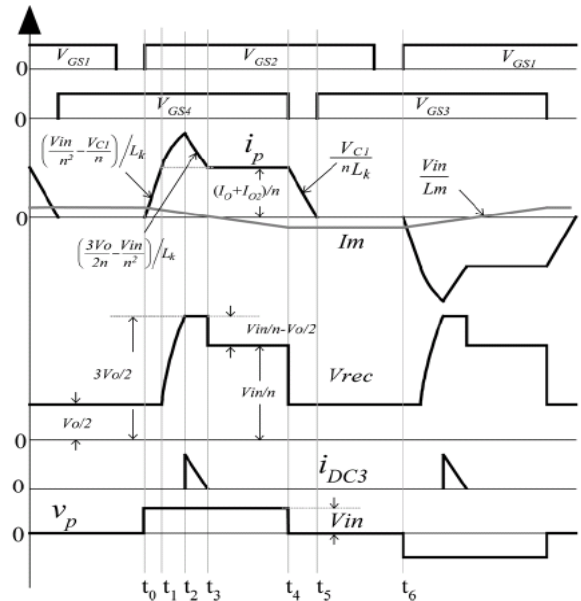 0 V_GS1 V_GS2 V_GS1
0 V_GS4 V_GS3
(Vin/n² − V_C1/n)/L_k
i_p
V_C1/nL_k
(I_O+I_O2)/n
Vin/Lm
0
Im
(3Vo/2n − Vin/n²)/L_k
Vin/n-Vo/2
3Vo/2
Vin/n
Vrec
Vo/2
0
i_DC3
0
v_p
Vin
0
t_0 t_1 t_2 t_3 t_4 t_5 t_6